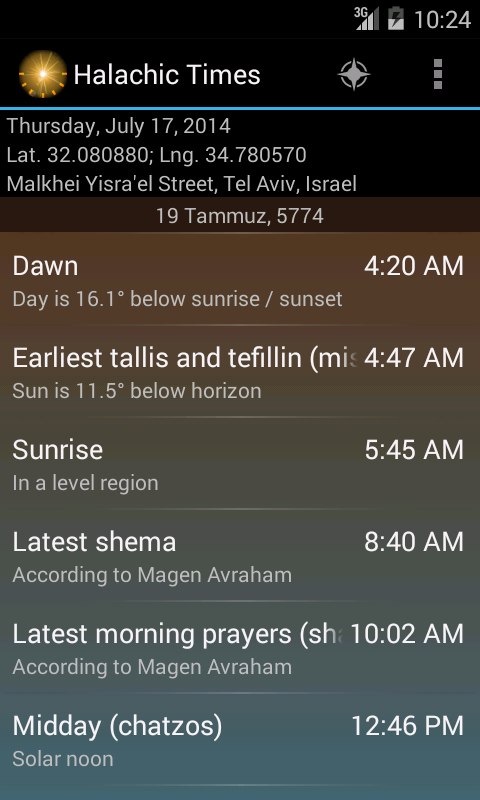 3G 10:24
Halachic Times
Thursday, July 17, 2014
Lat. 32.080880; Lng. 34.780570
Malkhei Yisra'el Street, Tel Aviv, Israel
19 Tammuz, 5774
Dawn 4:20 AM
Day is 16.1° below sunrise / sunset
Earliest tallis and tefillin (mis 4:47 AM
Sun is 11.5° below horizon
Sunrise 5:45 AM
In a level region
Latest shema 8:40 AM
According to Magen Avraham
Latest morning prayers (sha 10:02 AM
According to Magen Avraham
Midday (chatzos) 12:46 PM
Solar noon